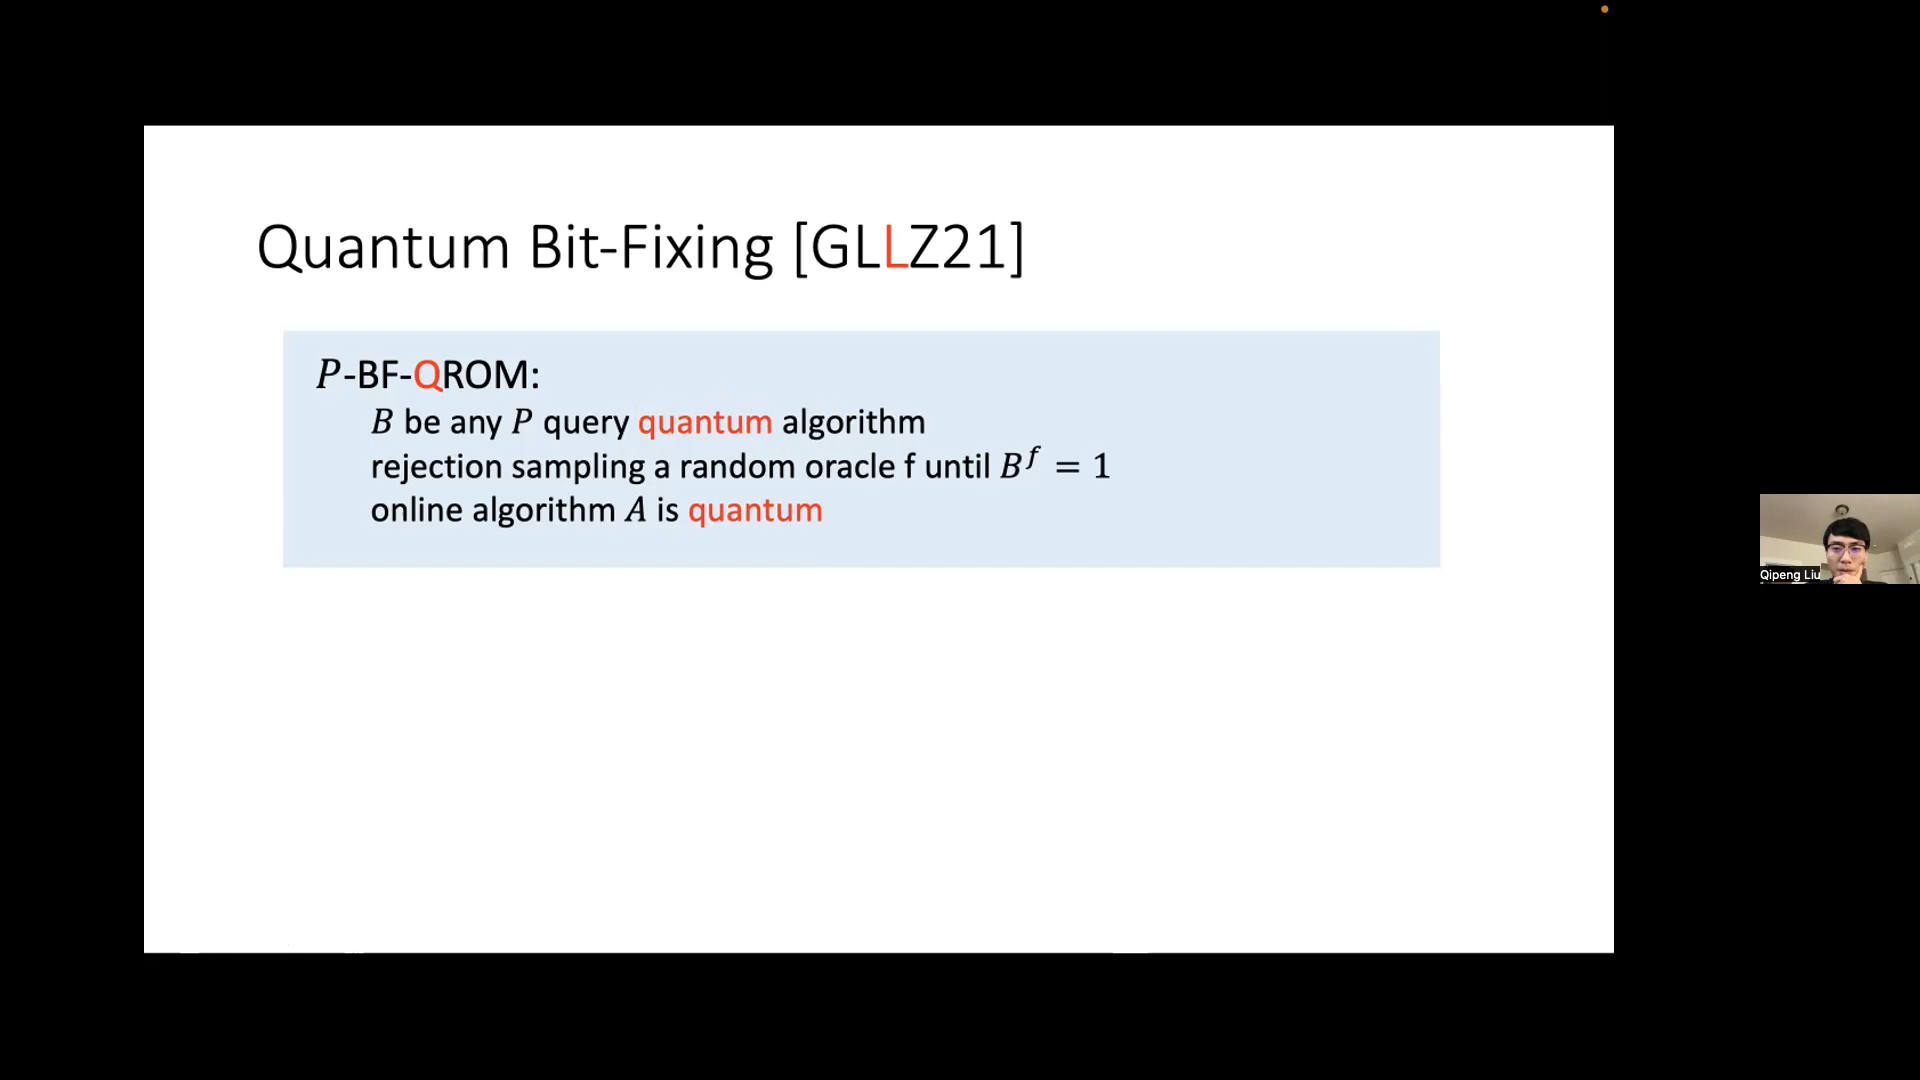 Quantum Bit-Fixing [GLLZ21]
P-BF-QROM:
B be any P query quantum algorithm
rejection sampling a random oracle f until B^f = 1
online algorithm A is quantum
Qipeng Liu